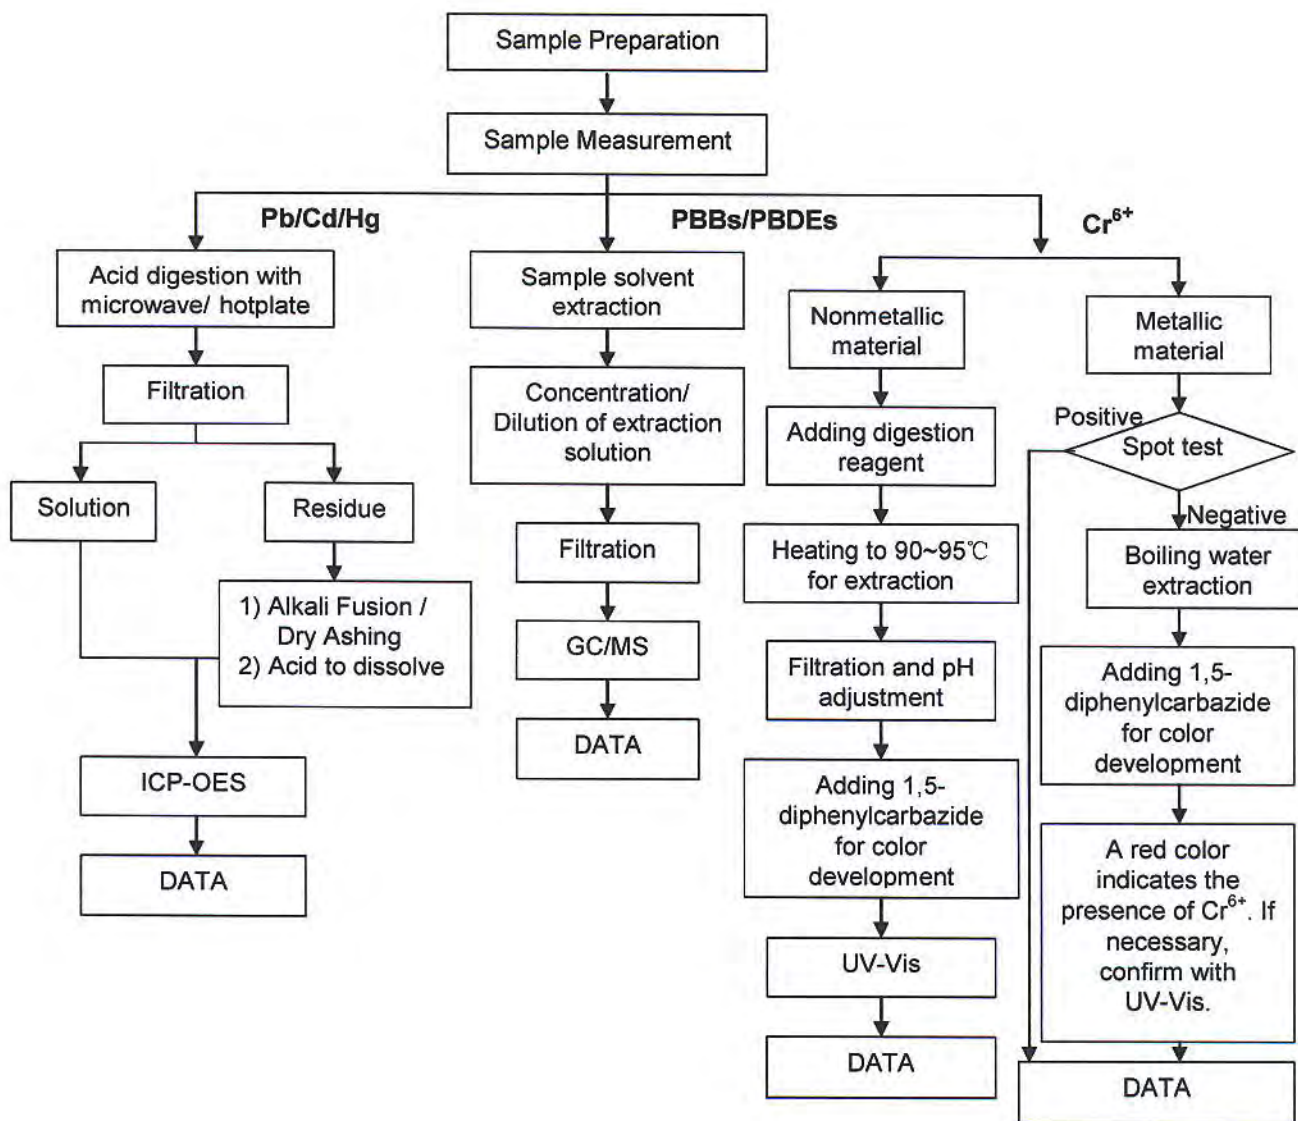 Sample Preparation
Sample Measurement
Pb/Cd/Hg
PBBs/PBDEs
Cr⁶⁺
Acid digestion with
microwave/ hotplate
Filtration
Solution
Residue
1) Alkali Fusion /
Dry Ashing
2) Acid to dissolve
ICP-OES
DATA
Sample solvent
extraction
Concentration/
Dilution of extraction
solution
Filtration
GC/MS
DATA
Nonmetallic
material
Adding digestion
reagent
Heating to 90~95℃
for extraction
Filtration and pH
adjustment
Adding 1,5-
diphenylcarbazide
for color
development
UV-Vis
DATA
Metallic
material
Positive
Spot test
Negative
Boiling water
extraction
Adding 1,5-
diphenylcarbazide
for color
development
A red color
indicates the
presence of Cr⁶⁺. If
necessary,
confirm with
UV-Vis.
DATA